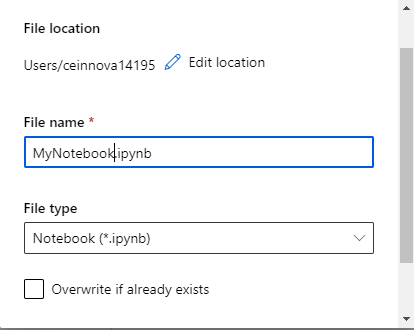 File location
Users/ceinnova14195 Edit location
File name *
MyNotebook.ipynb
File type
Notebook (*.ipynb)
Overwrite if already exists